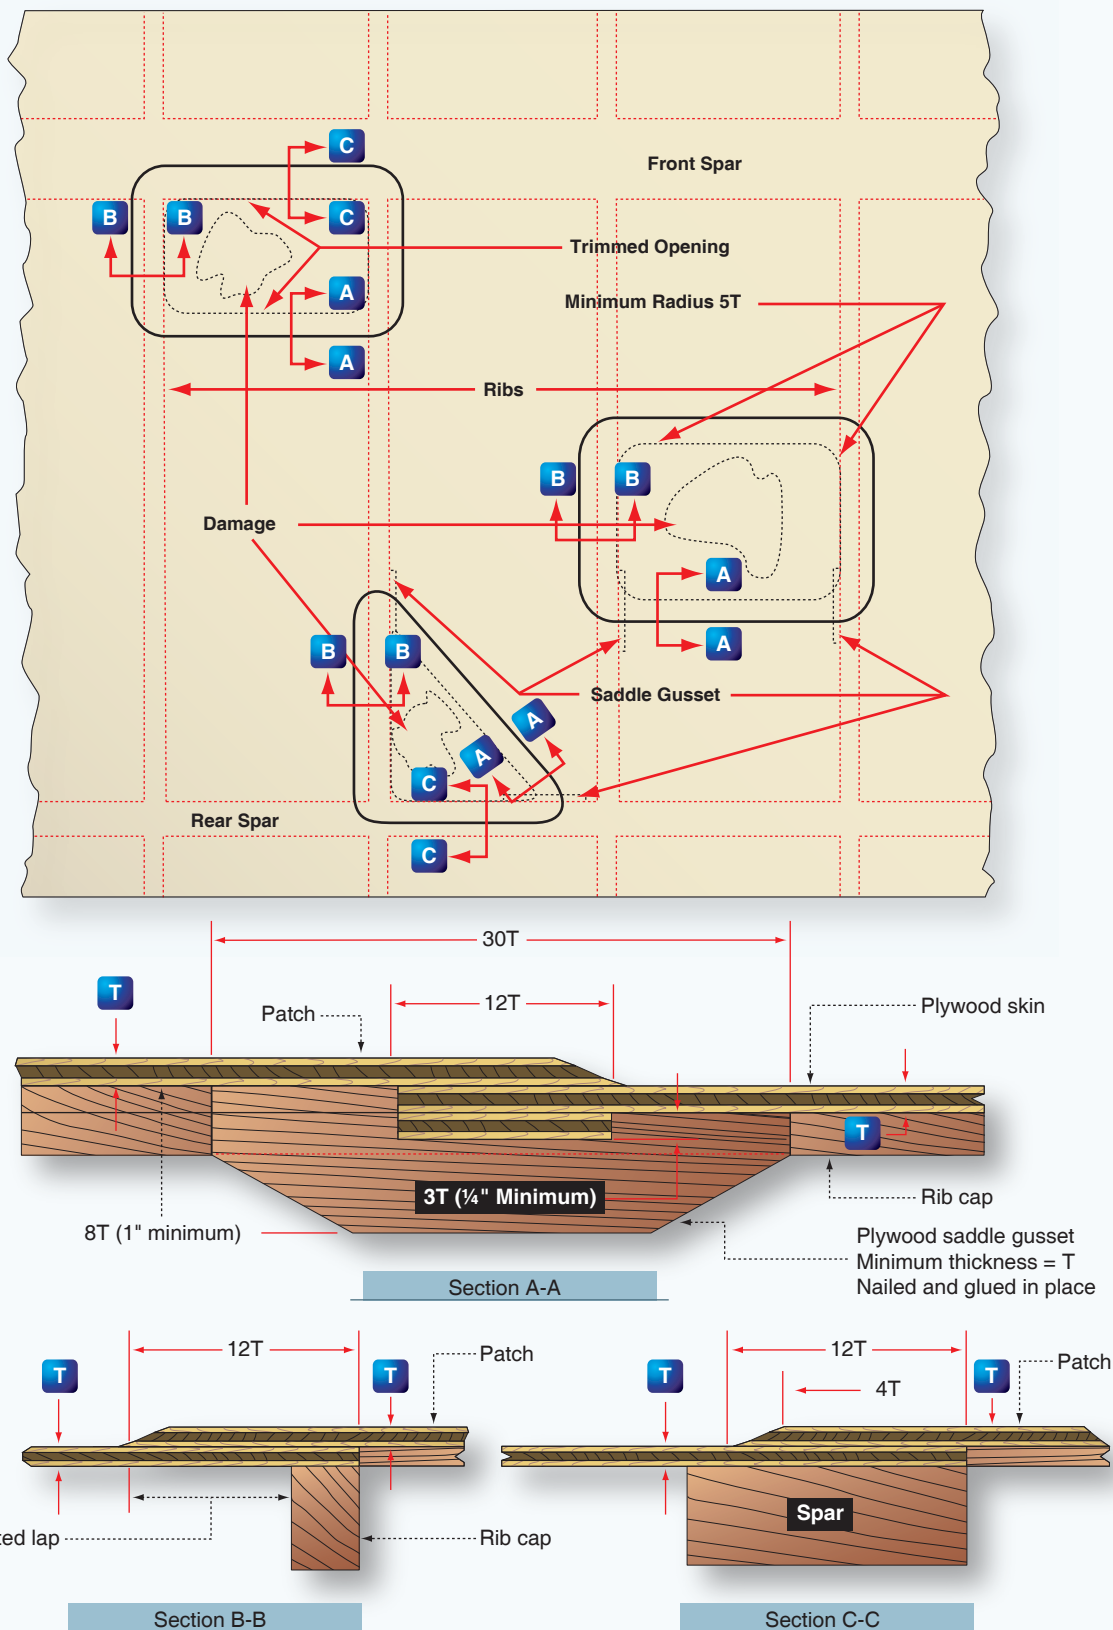 C
Front Spar
B
B
C
Trimmed Opening
A
Minimum Radius 5T
A
Ribs
B
B
Damage
A
A
B
B
Saddle Gusset
A
A
C
Rear Spar
C
30T
T
12T
Patch
Plywood skin
T
3T (¼" Minimum)
Rib cap
8T (1" minimum)
Plywood saddle gusset
Minimum thickness = T
Nailed and glued in place
Section A-A
12T
T
T
Patch
ted lap
Rib cap
Section B-B
12T
T
4T
T
Patch
Spar
Section C-C